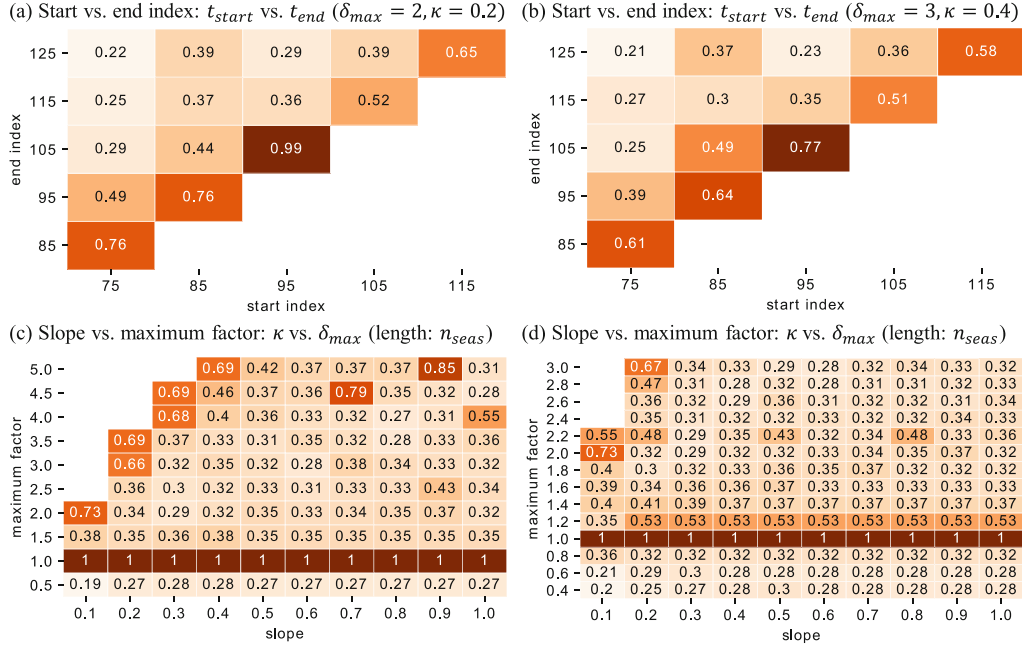 (a) Start vs. end index: t_start vs. t_end (δ_max = 2, κ = 0.2)
125 0.22 0.39 0.29 0.39 0.65
115 0.25 0.37 0.36 0.52
105 0.29 0.44 0.99
95 0.49 0.76
85 0.76
75 85 95 105 115
start index
end index
(b) Start vs. end index: t_start vs. t_end (δ_max = 3, κ = 0.4)
125 0.21 0.37 0.23 0.36 0.58
115 0.27 0.3 0.35 0.51
105 0.25 0.49 0.77
95 0.39 0.64
85 0.61
75 85 95 105 115
start index
end index
(c) Slope vs. maximum factor: κ vs. δ_max (length: n_seas)
5.0 0.69 0.42 0.37 0.37 0.37 0.85 0.31
4.5 0.69 0.46 0.37 0.36 0.79 0.35 0.32 0.28
4.0 0.68 0.4 0.36 0.33 0.32 0.27 0.31 0.55
3.5 0.69 0.37 0.33 0.31 0.35 0.32 0.28 0.33 0.36
3.0 0.66 0.32 0.35 0.32 0.28 0.38 0.34 0.33 0.32
2.5 0.36 0.3 0.32 0.33 0.31 0.33 0.33 0.43 0.34
2.0 0.73 0.34 0.29 0.32 0.35 0.33 0.34 0.35 0.37 0.32
1.5 0.38 0.35 0.36 0.38 0.35 0.35 0.35 0.35 0.35 0.35
1.0 1 1 1 1 1 1 1 1 1 1
0.5 0.19 0.27 0.28 0.28 0.27 0.27 0.27 0.27 0.27 0.27
0.1 0.2 0.3 0.4 0.5 0.6 0.7 0.8 0.9 1.0
slope
maximum factor
(d) Slope vs. maximum factor: κ vs. δ_max (length: n_seas)
3.0 0.67 0.34 0.33 0.29 0.28 0.32 0.34 0.33 0.32
2.8 0.47 0.31 0.28 0.32 0.28 0.31 0.31 0.32 0.33
2.6 0.36 0.32 0.29 0.36 0.31 0.32 0.32 0.31 0.34
2.4 0.35 0.31 0.32 0.32 0.33 0.32 0.32 0.34 0.33
2.2 0.55 0.48 0.29 0.35 0.43 0.32 0.34 0.48 0.33 0.36
2.0 0.73 0.32 0.29 0.32 0.32 0.33 0.34 0.35 0.37 0.32
1.8 0.4 0.3 0.32 0.33 0.36 0.35 0.37 0.32 0.33 0.32
1.6 0.39 0.34 0.36 0.36 0.34 0.33 0.33 0.33 0.33 0.33
1.4 0.4 0.41 0.39 0.37 0.37 0.37 0.37 0.37 0.37 0.37
1.2 0.35 0.53 0.53 0.53 0.53 0.53 0.53 0.53 0.53 0.53
1.0 1 1 1 1 1 1 1 1 1 1
0.8 0.36 0.32 0.32 0.32 0.32 0.32 0.32 0.32 0.32 0.32
0.6 0.21 0.29 0.3 0.28 0.28 0.28 0.28 0.28 0.28 0.28
0.4 0.2 0.25 0.27 0.28 0.3 0.28 0.28 0.28 0.28 0.28
0.1 0.2 0.3 0.4 0.5 0.6 0.7 0.8 0.9 1.0
slope
maximum factor